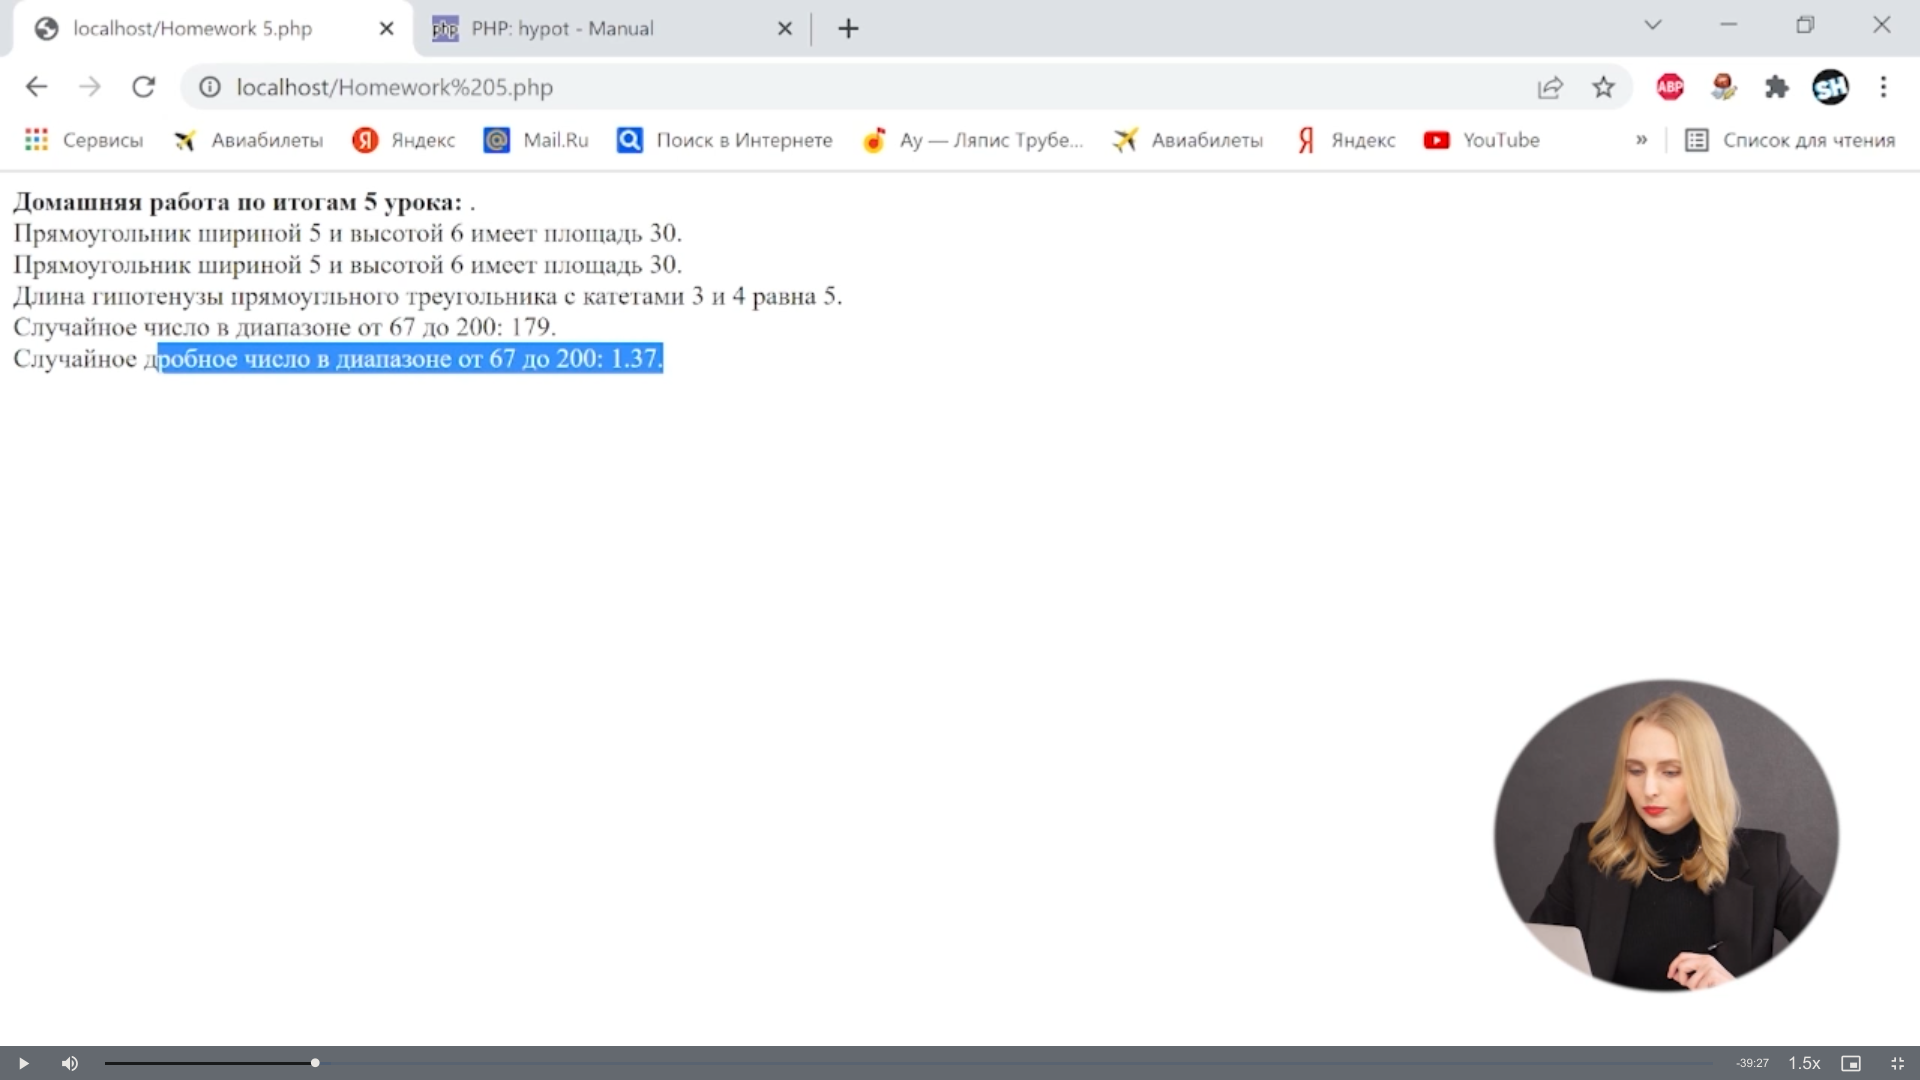 localhost/Homework 5.php
PHP: hypot - Manual
localhost/Homework%205.php
ABP
SH
Сервисы
Авиабилеты
Яндекс
Mail.Ru
Поиск в Интернете
Ау — Ляпис Трубе...
Авиабилеты
Яндекс
YouTube
»
Список для чтения
Домашняя работа по итогам 5 урока: .
Прямоугольник шириной 5 и высотой 6 имеет площадь 30.
Прямоугольник шириной 5 и высотой 6 имеет площадь 30.
Длина гипотенузы прямоугльного треугольника с катетами 3 и 4 равна 5.
Случайное число в диапазоне от 67 до 200: 179.
Случайное дробное число в диапазоне от 67 до 200: 1.37.
-39:27
1.5x